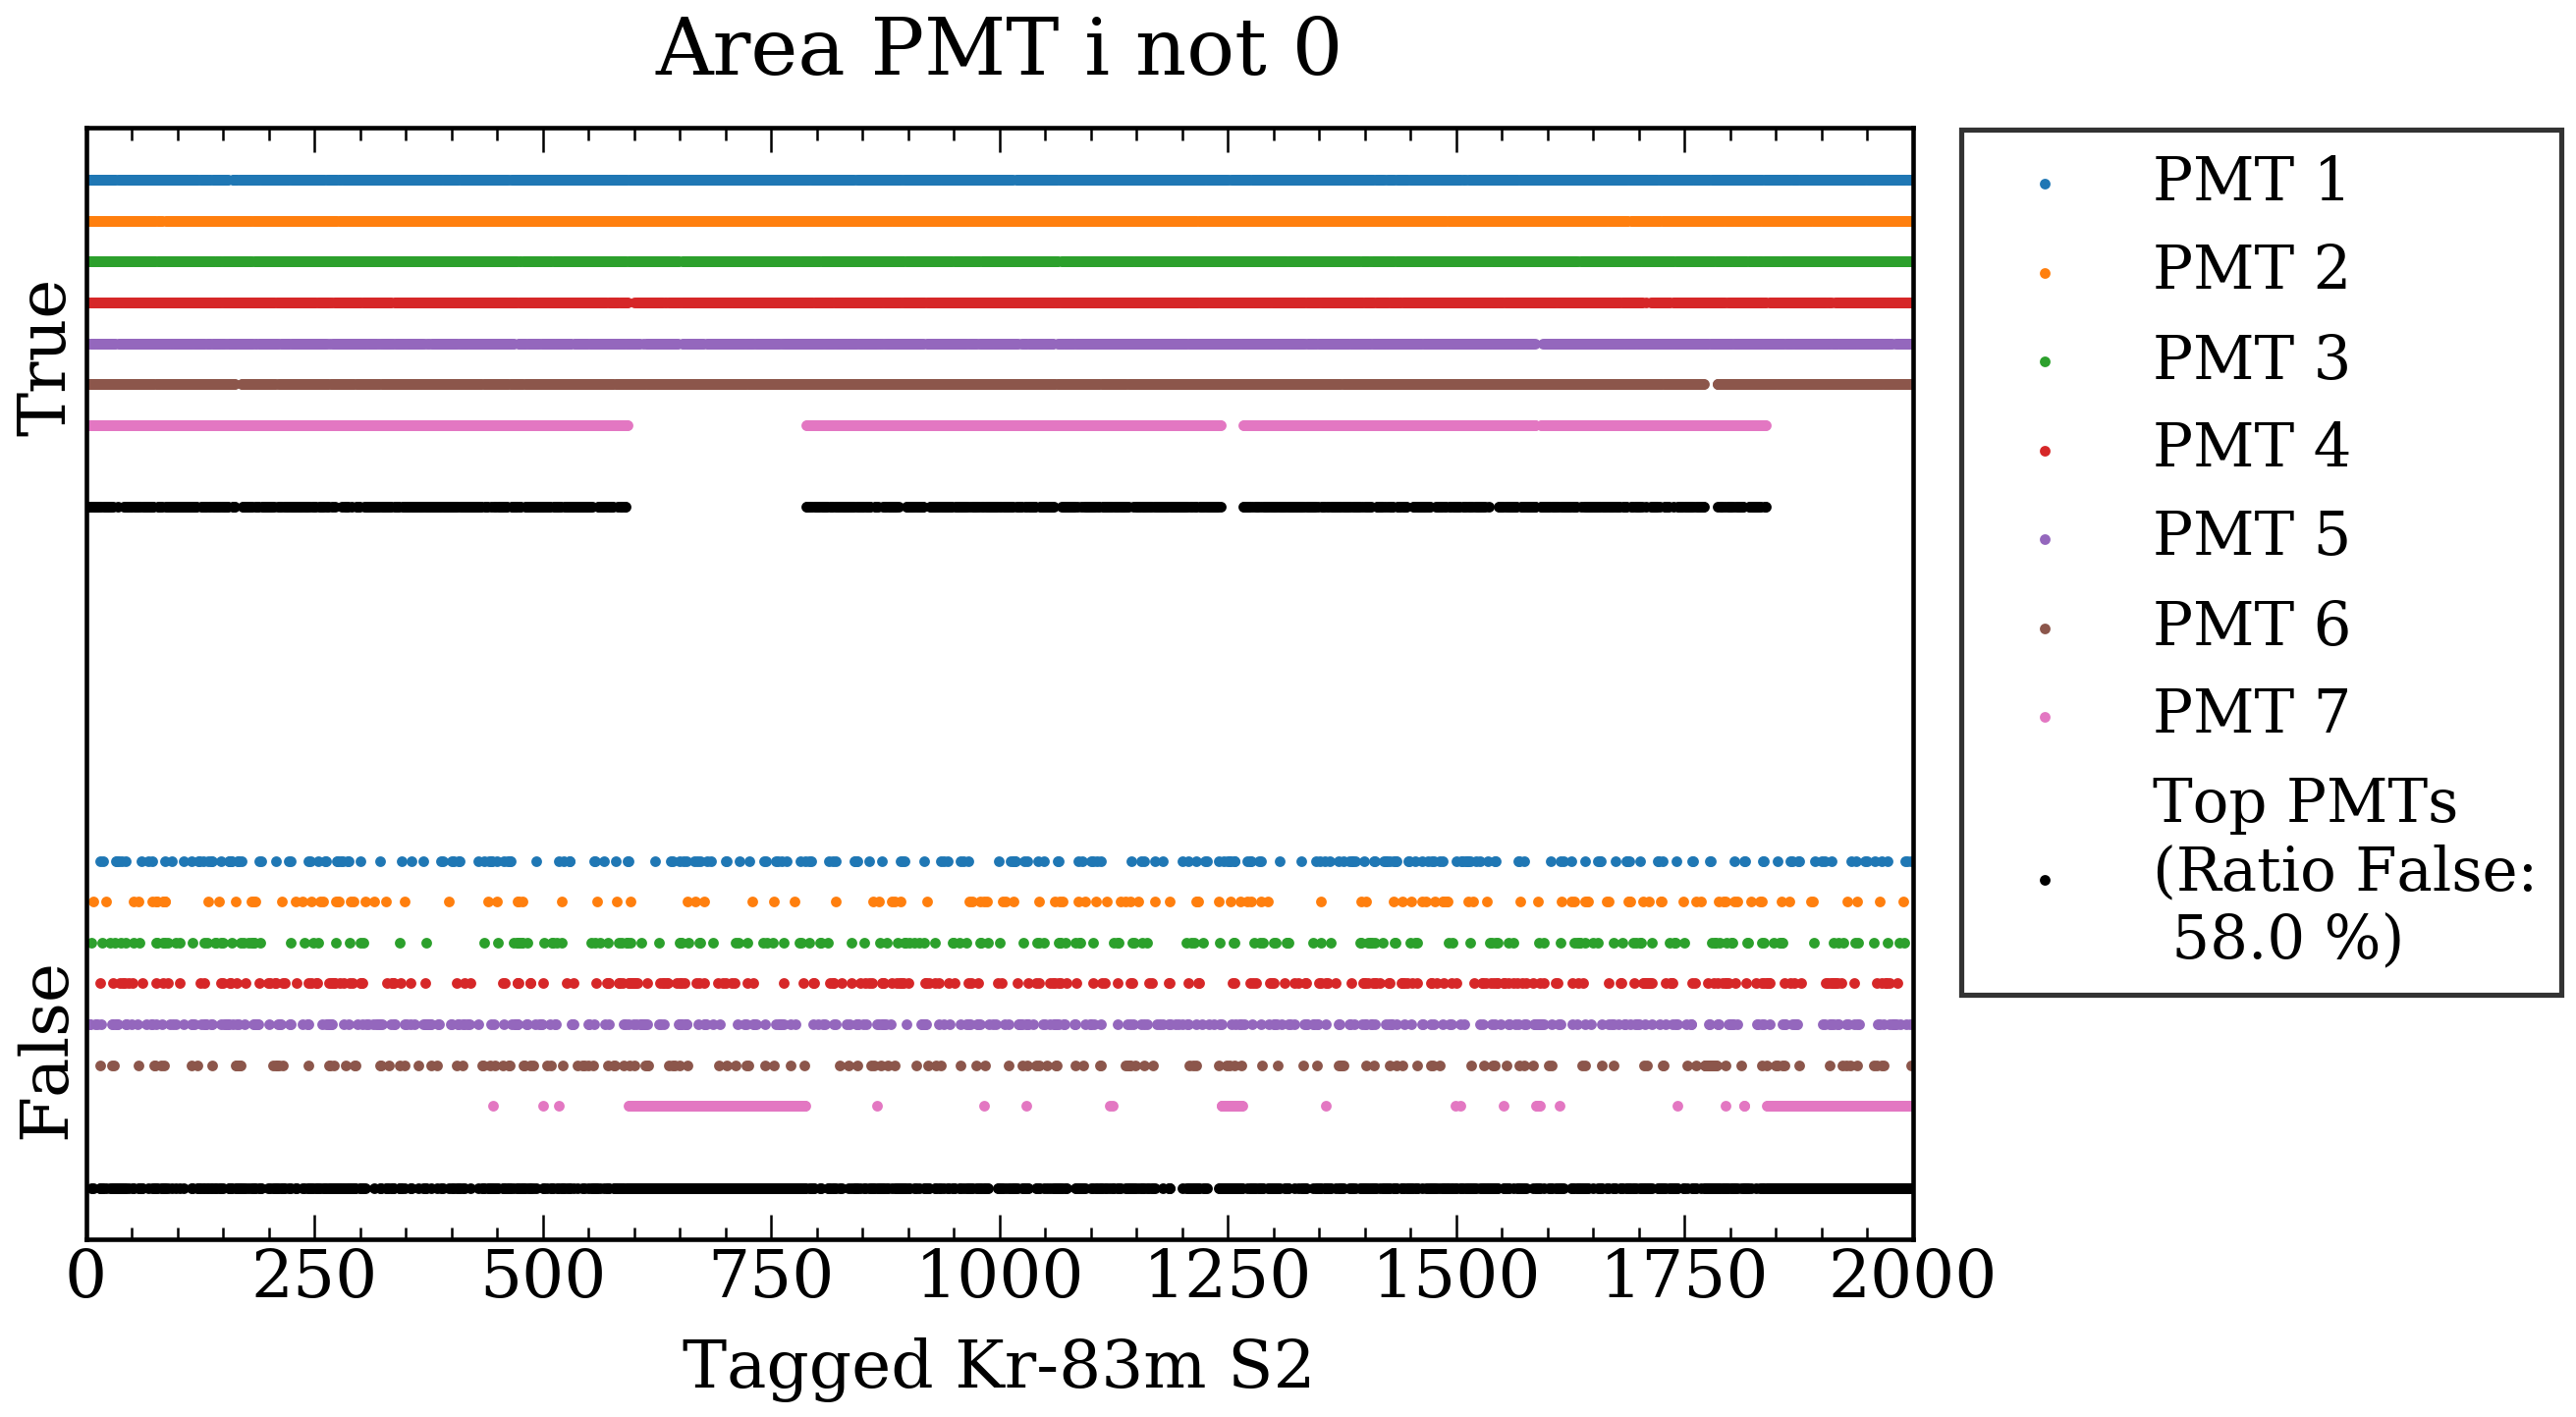 Area PMT i not 0
True
False
0 250 500 750 1000 1250 1500 1750 2000
Tagged Kr-83m S2
PMT 1
PMT 2
PMT 3
PMT 4
PMT 5
PMT 6
PMT 7
Top PMTs
(Ratio False:
58.0 %)